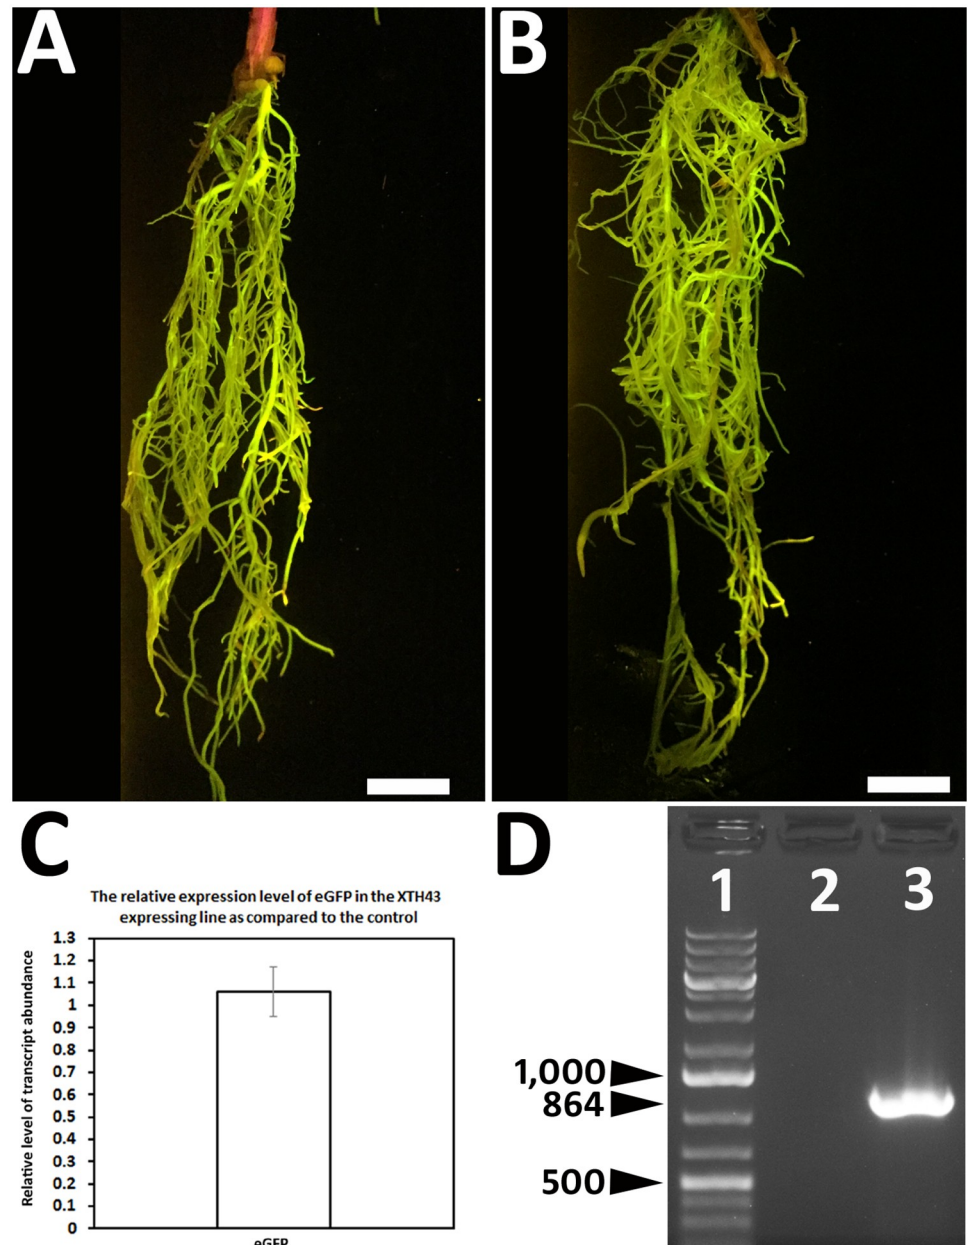 A
B
C
The relative expression level of eGFP in the XTH43
expressing line as compared to the control
Relative level of transcript abundance
1.3
1.2
1.1
1
0.9
0.8
0.7
0.6
0.5
0.4
0.3
0.2
0.1
0
eGFP
D
1 2 3
1,000
864
500